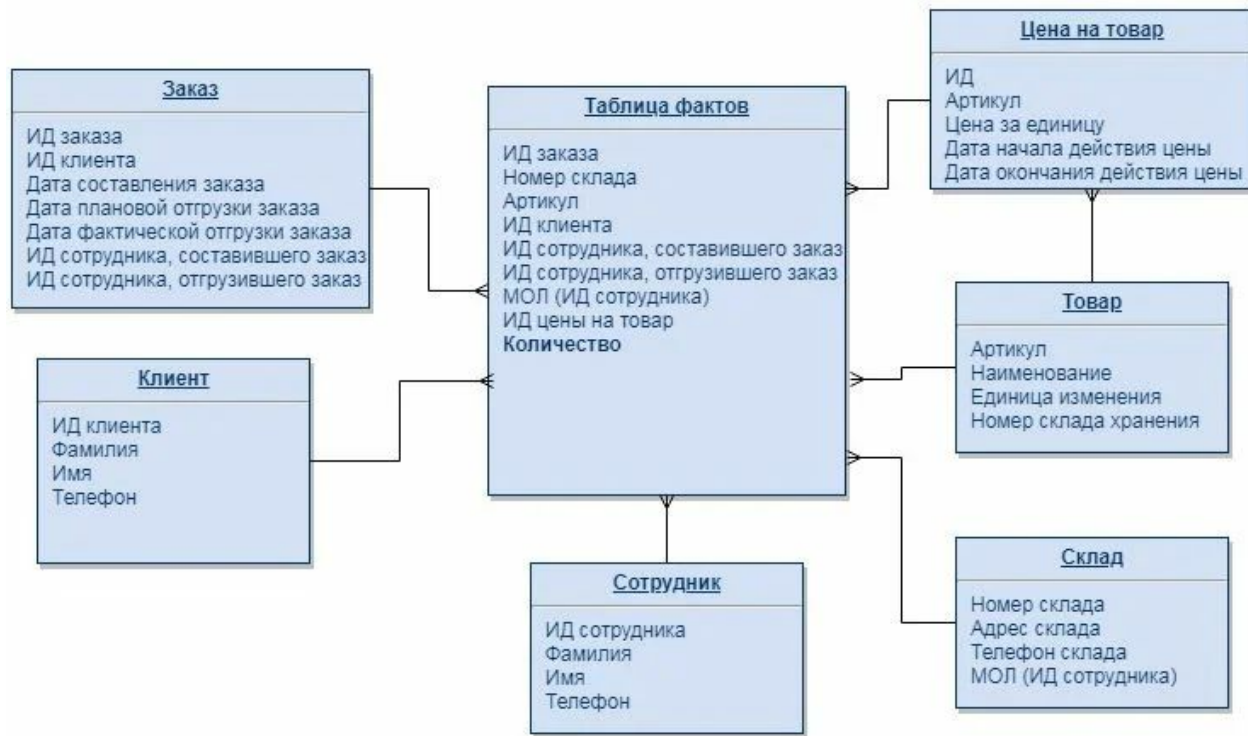 Заказ
ИД заказа
ИД клиента
Дата составления заказа
Дата плановой отгрузки заказа
Дата фактической отгрузки заказа
ИД сотрудника, составившего заказ
ИД сотрудника, отгрузившего заказ
Клиент
ИД клиента
Фамилия
Имя
Телефон
Таблица фактов
ИД заказа
Номер склада
Артикул
ИД клиента
ИД сотрудника, составившего заказ
ИД сотрудника, отгрузившего заказ
МОЛ (ИД сотрудника)
ИД цены на товар
Количество
Сотрудник
ИД сотрудника
Фамилия
Имя
Телефон
Цена на товар
ИД
Артикул
Цена за единицу
Дата начала действия цены
Дата окончания действия цены
Товар
Артикул
Наименование
Единица изменения
Номер склада хранения
Склад
Номер склада
Адрес склада
Телефон склада
МОЛ (ИД сотрудника)